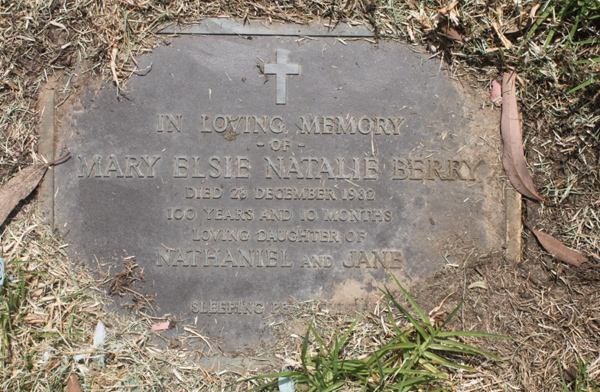 IN LOVING MEMORY
- OF -
MARY ELSIE NATALIE BERRY
DIED DECEMBER 1982
100 YEARS AND 10 MONTHS
LOVING DAUGHTER OF
NATHANIEL AND JANE
SLEEPING